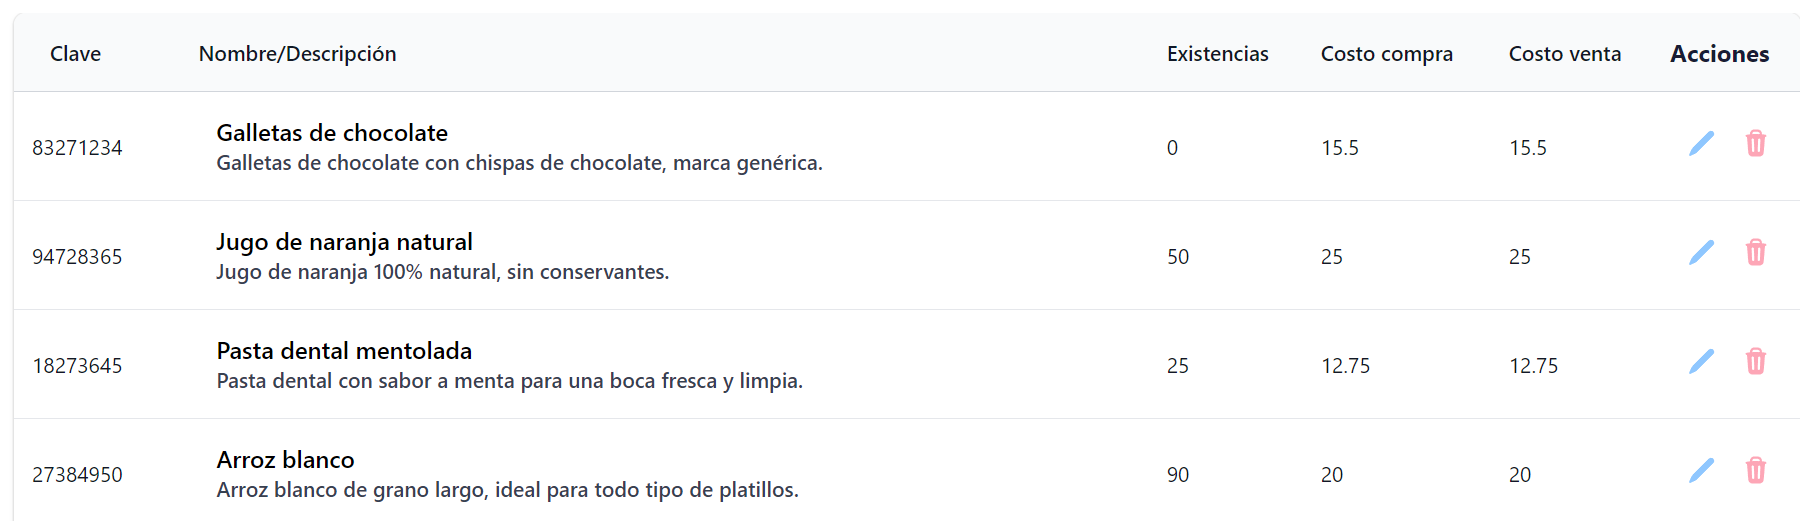 Clave Nombre/Descripción Existencias Costo compra Costo venta Acciones
83271234 Galletas de chocolate 0 15.5 15.5
Galletas de chocolate con chispas de chocolate, marca genérica.
94728365 Jugo de naranja natural 50 25 25
Jugo de naranja 100% natural, sin conservantes.
18273645 Pasta dental mentolada 25 12.75 12.75
Pasta dental con sabor a menta para una boca fresca y limpia.
27384950 Arroz blanco 90 20 20
Arroz blanco de grano largo, ideal para todo tipo de platillos.